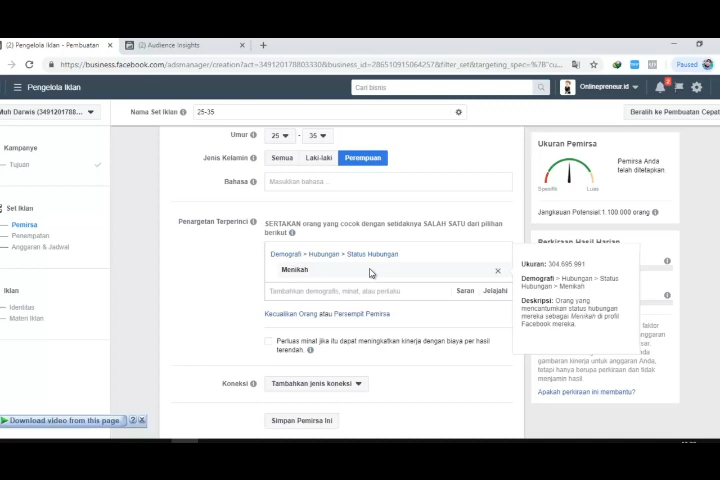 (2) Pengelola Iklan - Pembuatan
(2) Audience Insights
https://business.facebook.com/adsmanager/creation?act=349120178803330&business_id=286510915064257&filter_set&targeting_spec=%7B"cu...
Paused
Pengelola Iklan
Cari bisnis
Onlinepreneur.id
Muh Darwis (3491201788...
Nama Set Iklan
25-35
Beralih ke Pembuatan Cepat
Kampanye
Tujuan
Set Iklan
Pemirsa
Penempatan
Anggaran & Jadwal
Iklan
Identitas
Materi Iklan
Umur
25
-
35
Jenis Kelamin
Semua
Laki-laki
Perempuan
Bahasa
Masukkan bahasa ...
Penargetan Terperinci
SERTAKAN orang yang cocok dengan setidaknya SALAH SATU dari pilihan
berikut
Demografi > Hubungan > Status Hubungan
Menikah
Tambahkan demografis, minat, atau perilaku
Saran
Jelajahi
Kecualikan Orang atau Persempit Pemirsa
Perluas minat jika itu dapat meningkatkan kinerja dengan biaya per hasil
terendah.
Koneksi
Tambahkan jenis koneksi
Simpan Pemirsa Ini
Ukuran Pemirsa
Spesifik
Luas
Pemirsa Anda
telah ditetapkan
Jangkauan Potensial:1.100.000 orang
Perkiraan Hasil Harian
Ukuran: 304.695.991
Demografi > Hubungan > Status
Hubungan > Menikah
Deskripsi: Orang yang
mencantumkan status hubungan
mereka sebagai Menikah di profil
Facebook mereka.
faktor
gambaran kinerja untuk anggaran Anda,
tetapi hanya berupa perkiraan dan tidak
menjamin hasil
Apakah perkiraan ini membantu?
Download video from this page